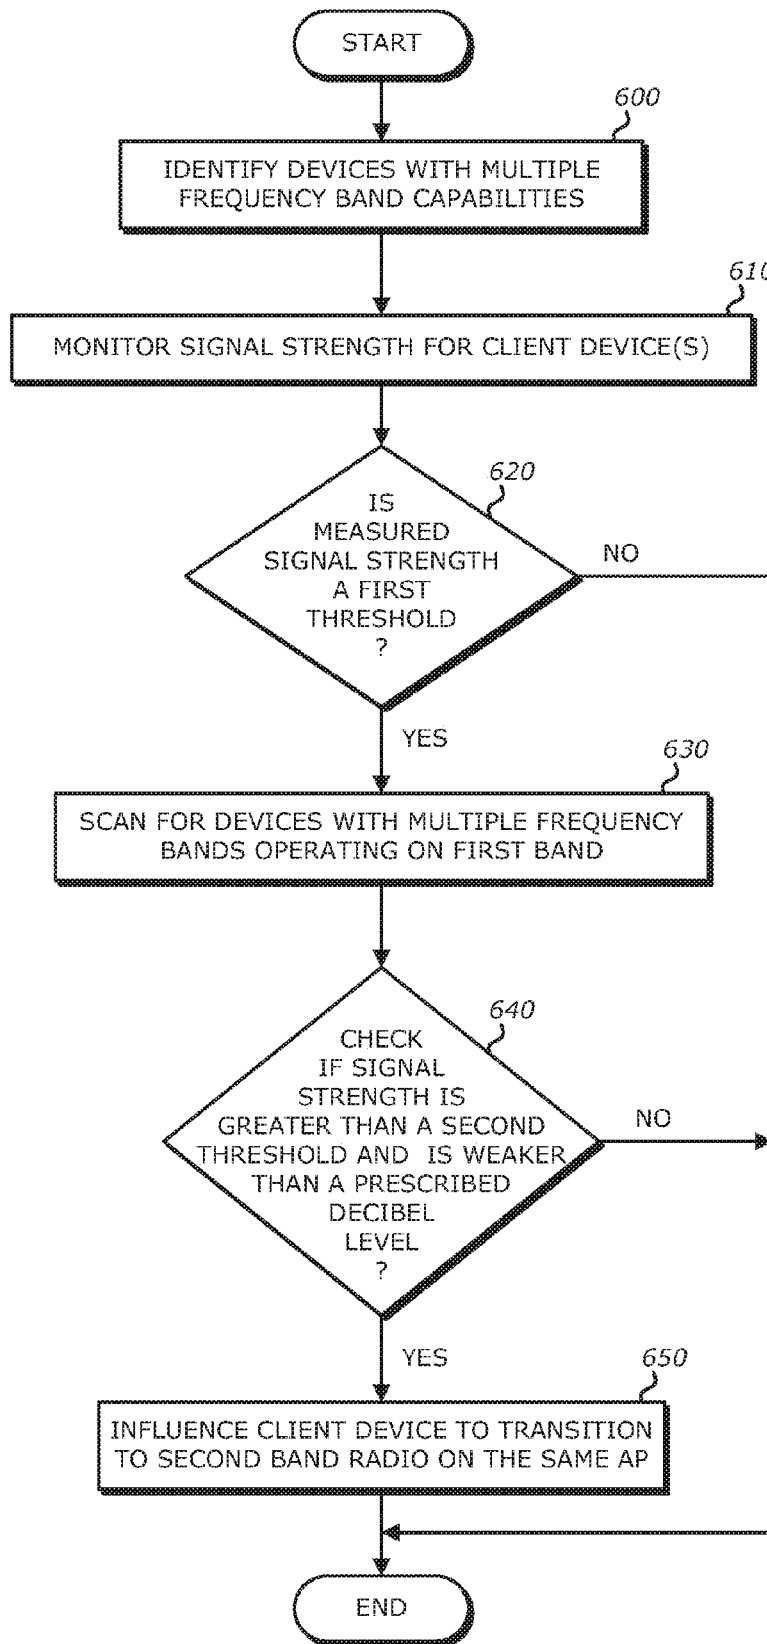 START
600
IDENTIFY DEVICES WITH MULTIPLE
FREQUENCY BAND CAPABILITIES
610
MONITOR SIGNAL STRENGTH FOR CLIENT DEVICE(S)
620
IS
MEASURED
SIGNAL STRENGTH
A FIRST
THRESHOLD
?
NO
YES
630
SCAN FOR DEVICES WITH MULTIPLE FREQUENCY
BANDS OPERATING ON FIRST BAND
640
CHECK
IF SIGNAL
STRENGTH IS
GREATER THAN A SECOND
THRESHOLD AND IS WEAKER
THAN A PRESCRIBED
DECIBEL
LEVEL
?
NO
YES
650
INFLUENCE CLIENT DEVICE TO TRANSITION
TO SECOND BAND RADIO ON THE SAME AP
END